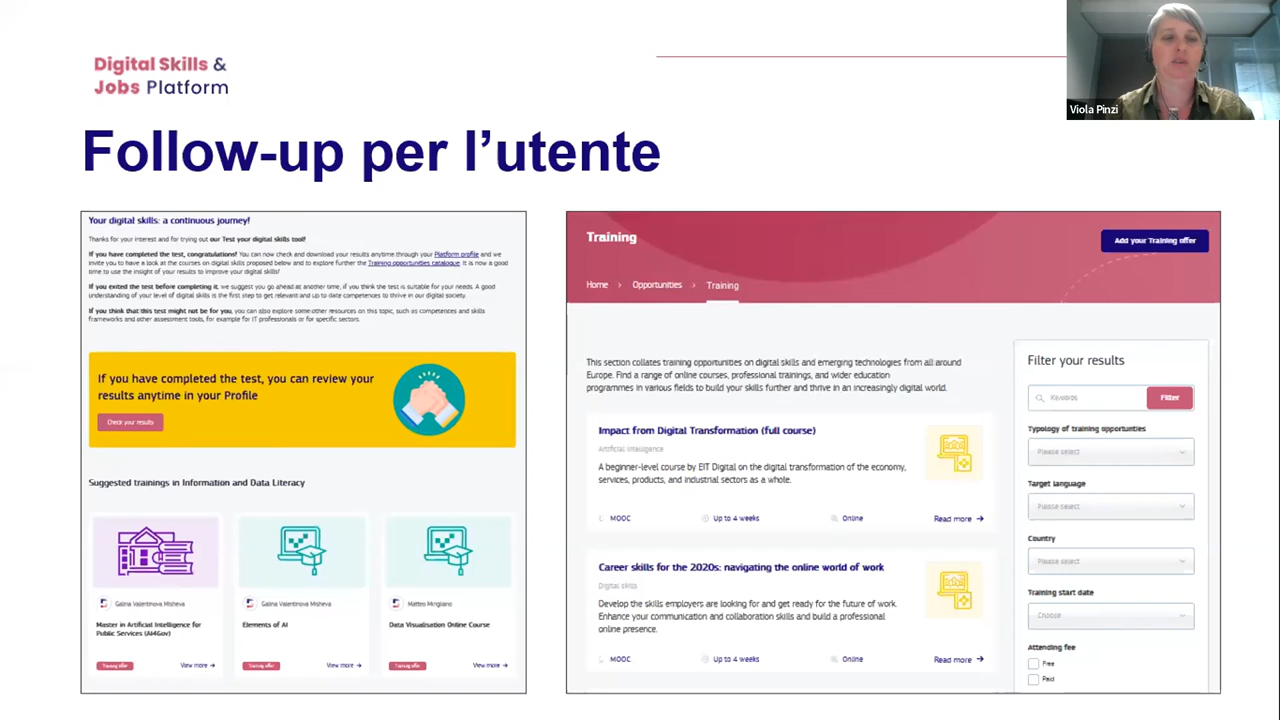 Digital Skills &
Jobs Platform
Viola Pinzi
Follow-up per l’utente
Your digital skills: a continuous journey!
Thanks for your interest and for trying out our Test your digital skills tool!
If you have completed the test, congratulations! You can now check and download your results anytime through your Platform profile and we
invite you to have a look at the courses on digital skills proposed below and to explore further the Training opportunities catalogue. It is now a good
time to use the insight of your results to improve your digital skills!
If you exited the test before completing it, we suggest you go ahead at another time, if you think the test is suitable for your needs. A good
understanding of your level of digital skills is the first step to get relevant and up to date competences to thrive in our digital society.
If you think that this test might not be for you, you can also explore some other resources on this topic, such as competences and skills
frameworks and other assessment tools, for example for IT professionals or for specific sectors.
If you have completed the test, you can review your
results anytime in your Profile
Check your results
Suggested trainings in Information and Data Literacy
Galina Valentinova Misheva
Master in Artificial Intelligence for
Public Services (AI4Gov)
Training offer
View more →
Galina Valentinova Misheva
Elements of AI
Training offer
View more →
Matteo Mingliano
Data Visualisation Online Course
Training offer
View more →
Training
Add your Training offer
Home > Opportunities > Training
This section collates training opportunities on digital skills and emerging technologies from all around
Europe. Find a range of online courses, professional trainings, and wider education
programmes in various fields to build your skills further and thrive in an increasingly digital world.
Impact from Digital Transformation (full course)
Artificial Intelligence
A beginner-level course by EIT Digital on the digital transformation of the economy,
services, products, and industrial sectors as a whole.
MOOC Up to 4 weeks Online Read more →
Career skills for the 2020s: navigating the online world of work
Digital skills
Develop the skills employers are looking for and get ready for the future of work.
Enhance your communication and collaboration skills and build a professional
online presence.
MOOC Up to 4 weeks Online Read more →
Filter your results
Keywords
Filter
Typology of training opportunities
Please select
Target language
Please select
Country
Please select
Training start date
Choose
Attending fee
Free
Paid